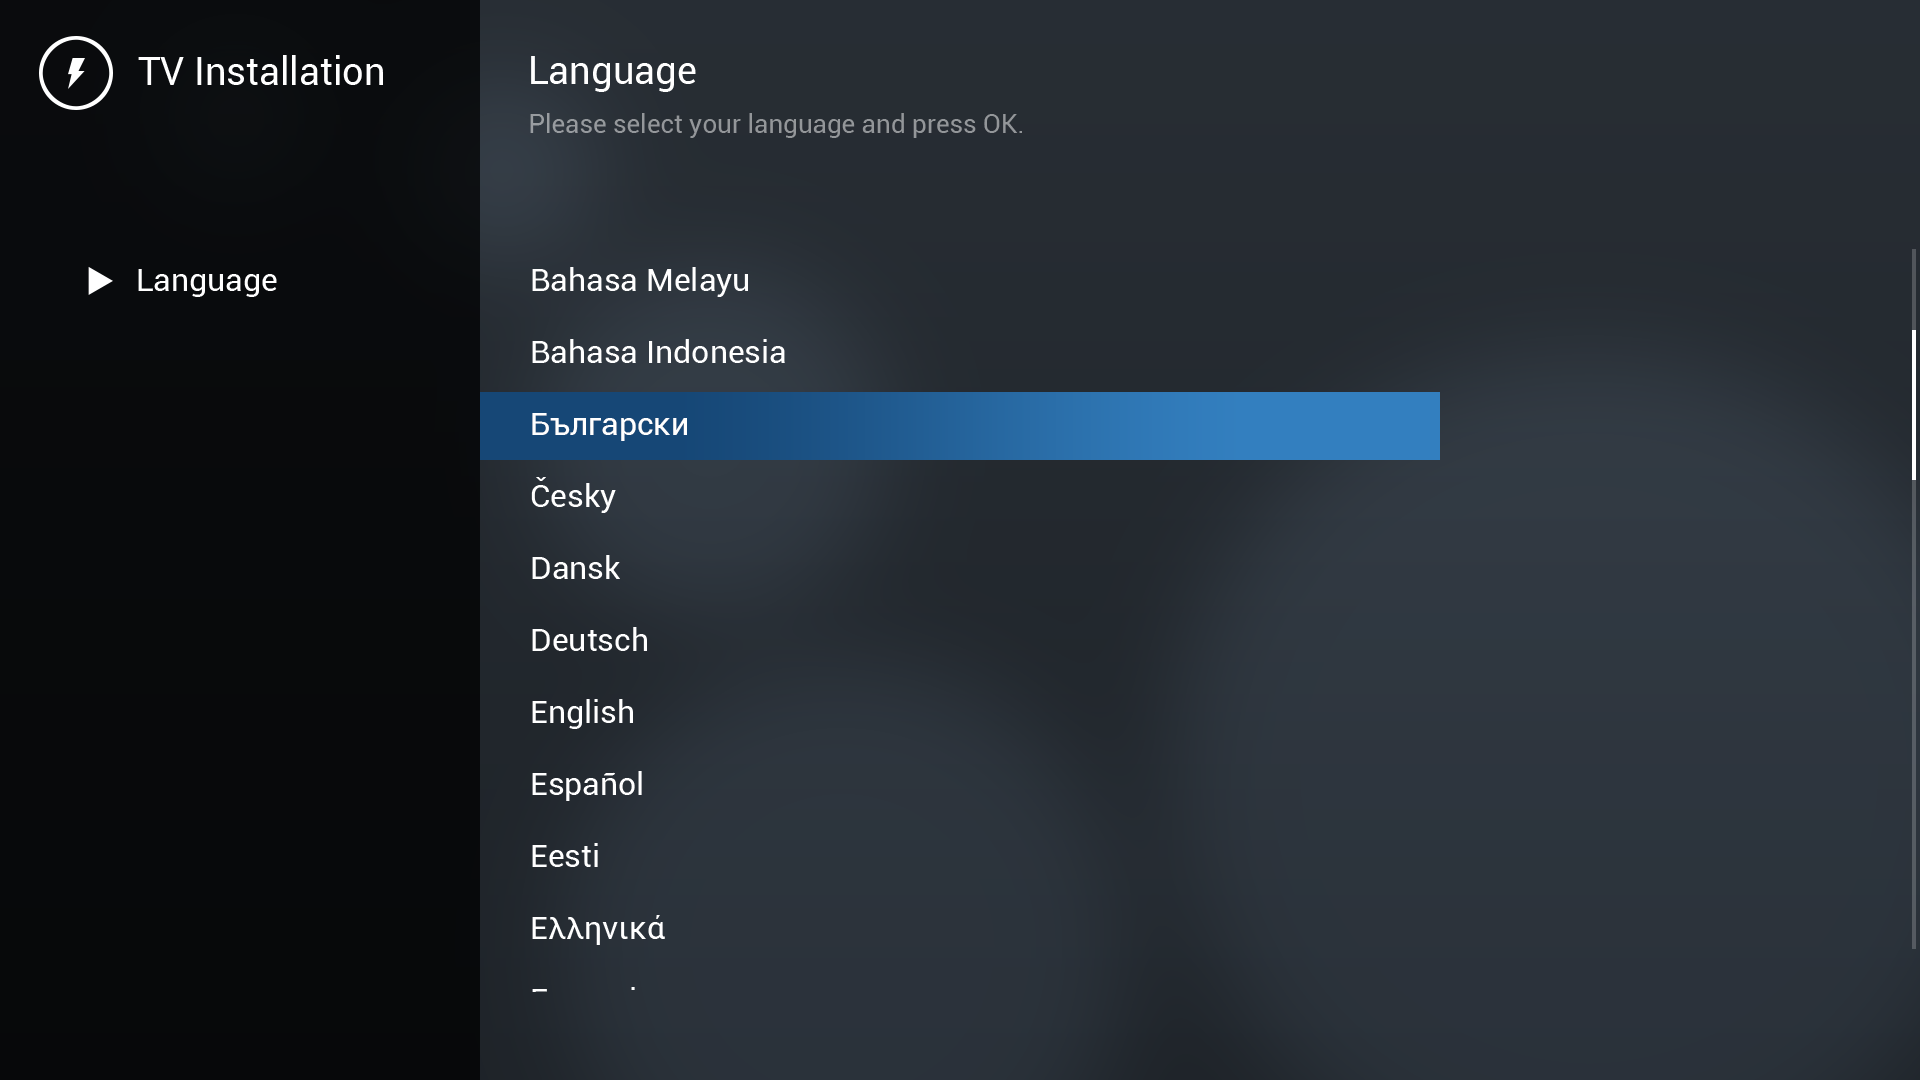 TV Installation
Language
Please select your language and press OK.
Language
Bahasa Melayu
Bahasa Indonesia
Български
Česky
Dansk
Deutsch
English
Español
Eesti
Ελληνικά